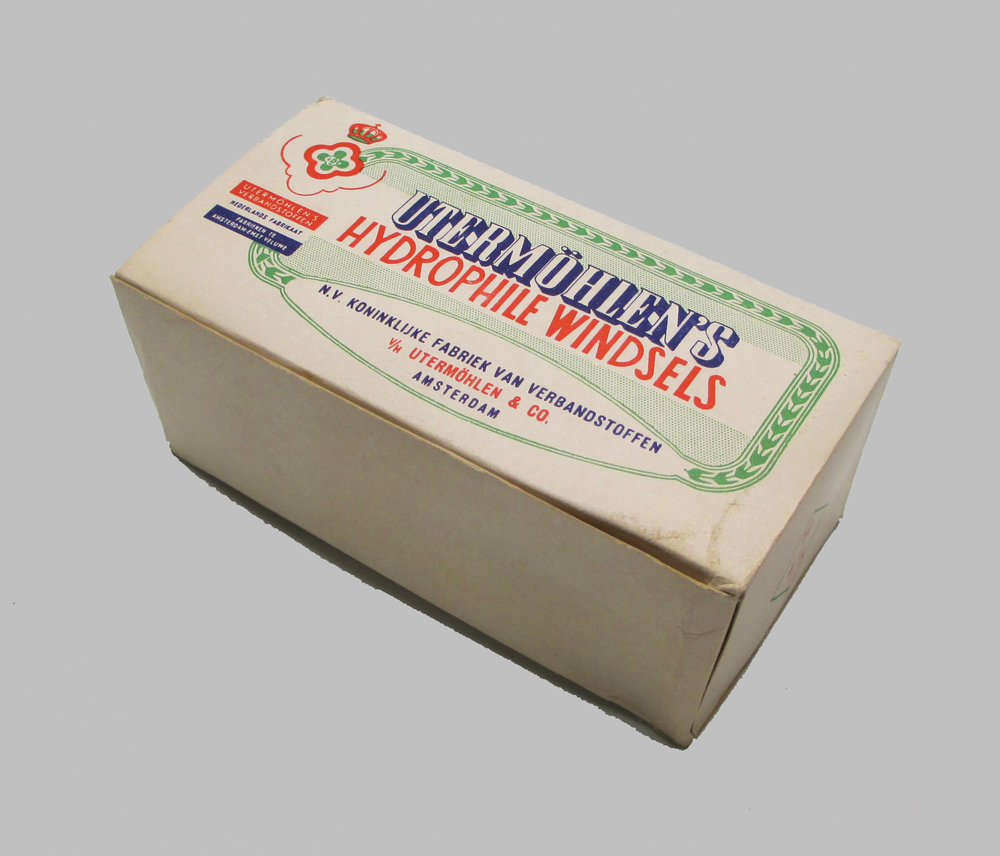 UTERMÖHLEN'S
VERBANDSTOFFEN
NEDERLANDS FABRIKAAT
FABRIEKEN TE
AMSTERDAM-EMST VELUWE
UTERMÖHLEN'S
HYDROPHILE WINDSELS
N.V. KONINKLIJKE FABRIEK VAN VERBANDSTOFFEN
V/H UTERMÖHLEN & CO.
AMSTERDAM